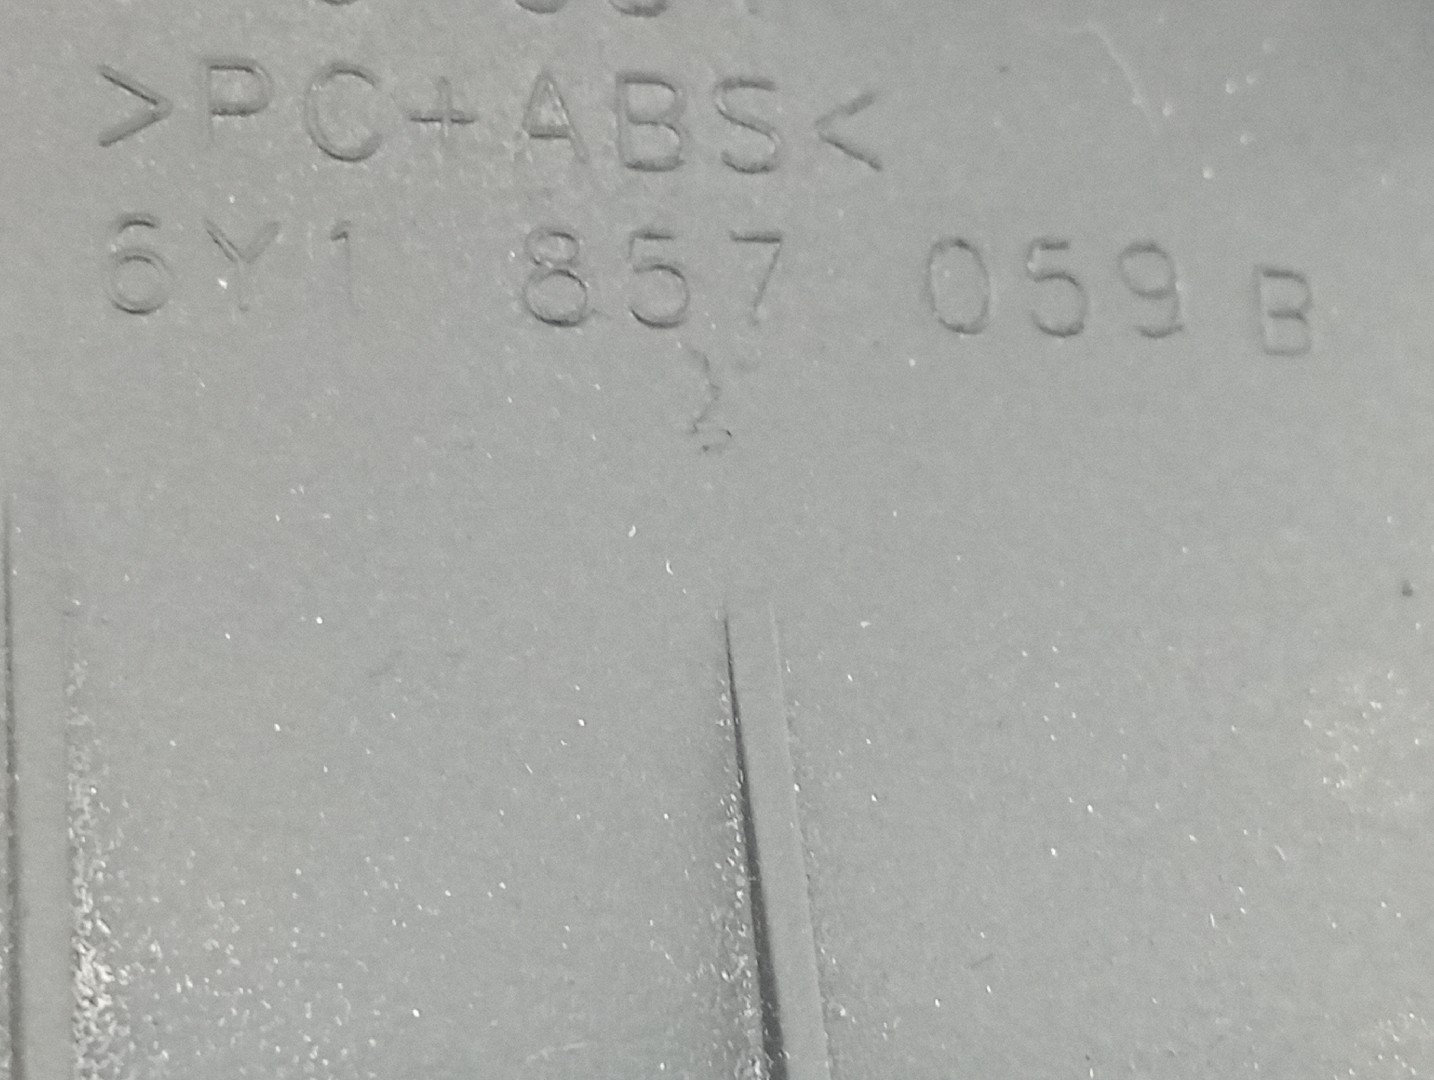 >PC+ABS<
6Y1 857 059 B